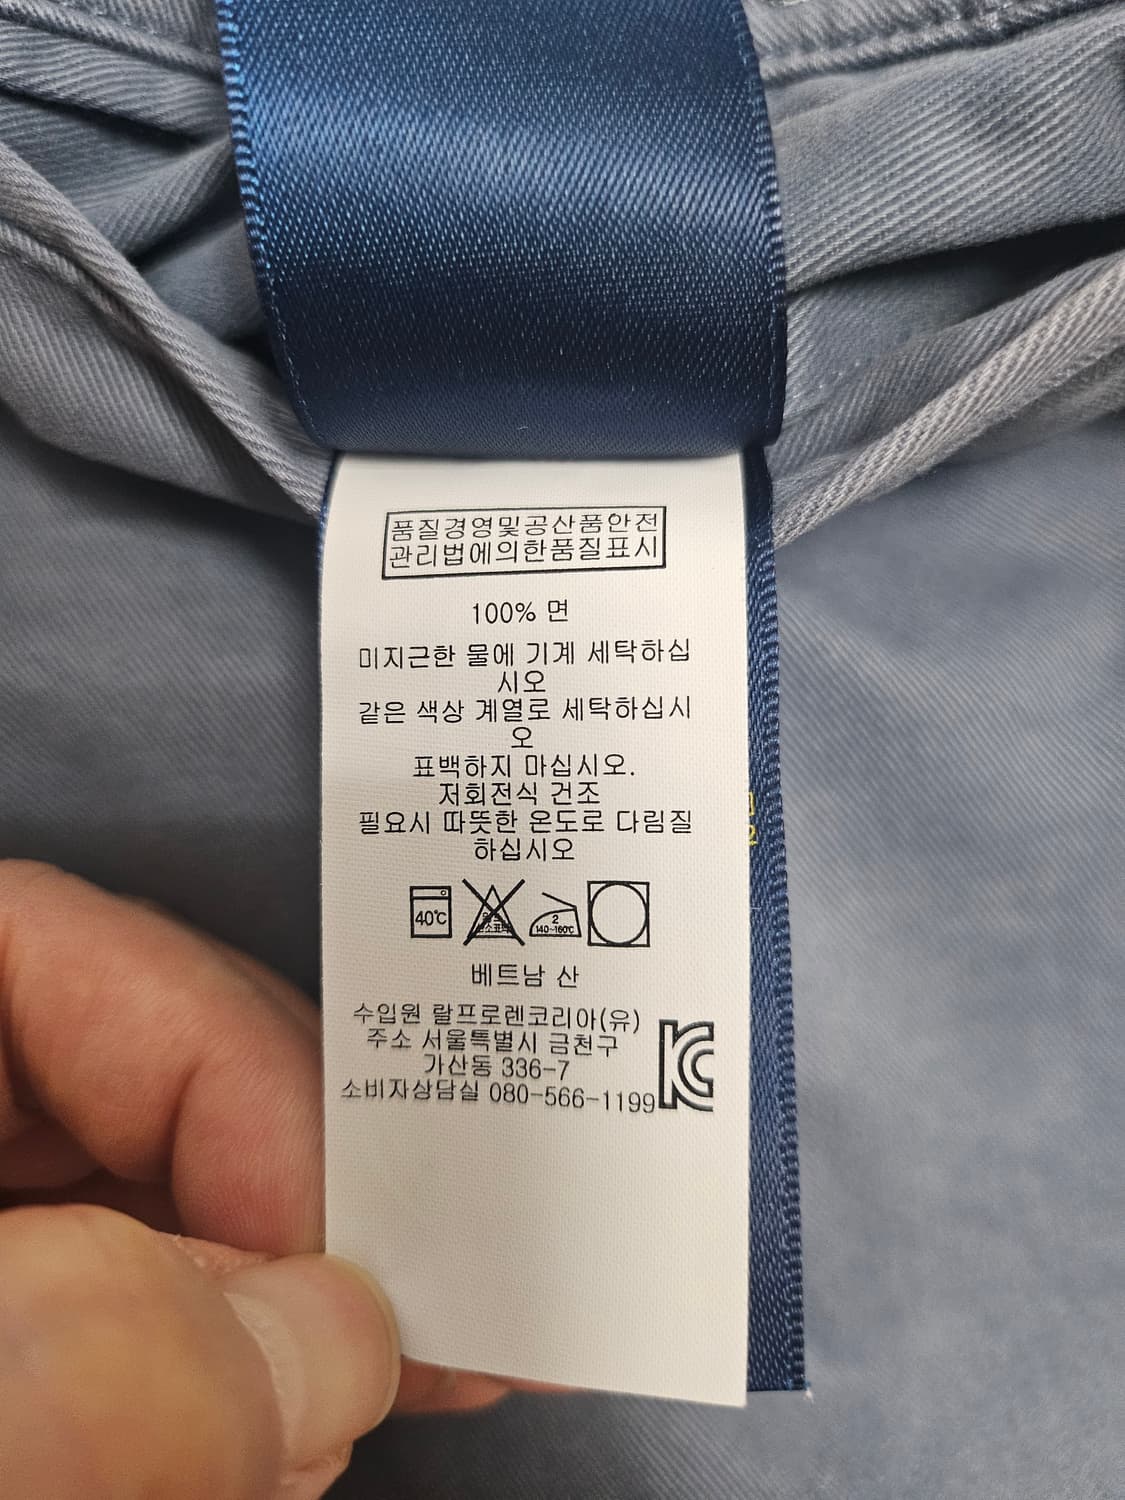 품질경영및공산품안전
관리법에의한품질표시
100% 면
미지근한 물에 기계 세탁하십
시오
같은 색상 계열로 세탁하십시
오
표백하지 마십시오.
저회전식 건조
필요시 따뜻한 온도로 다림질
하십시오
40℃
2
140~160℃
베트남 산
수입원 랄프로렌코리아(유)
주소 서울특별시 금천구
가산동 336-7
소비자상담실 080-566-1199